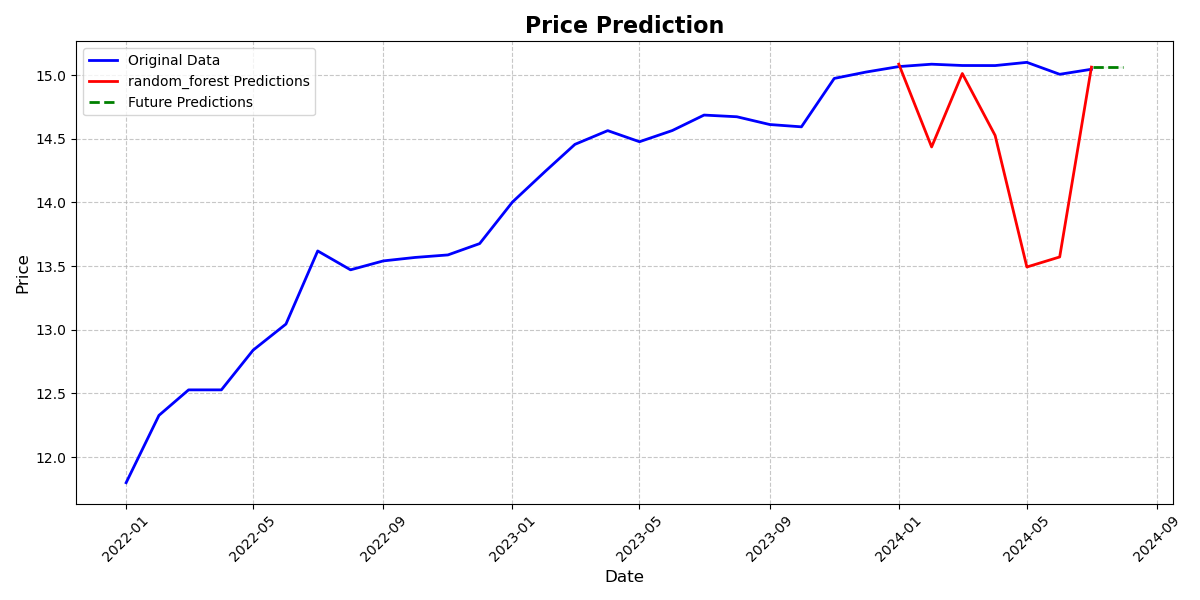 Price Prediction
Original Data
random_forest Predictions
Future Predictions
Price
15.0
14.5
14.0
13.5
13.0
12.5
12.0
2022-01
2022-05
2022-09
2023-01
2023-05
2023-09
2024-01
2024-05
2024-09
Date